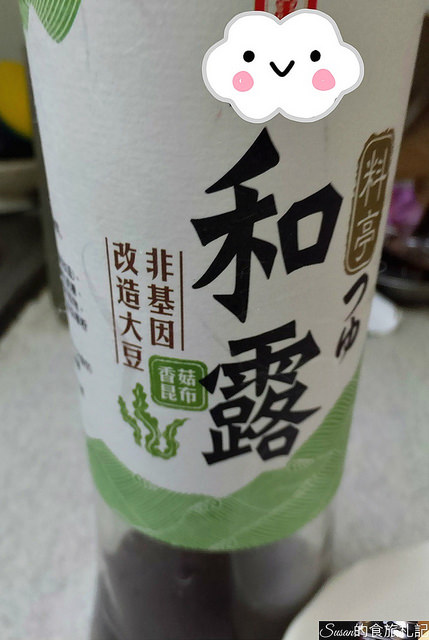 料亭
つゆ
和露
非基因
改造大豆
香菇
昆布
Susan的食旅札記